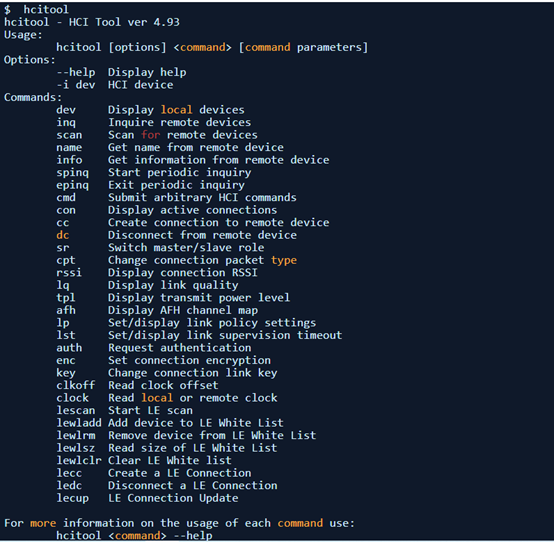 $  hcitool
hcitool - HCI Tool ver 4.93
Usage:
        hcitool [options] <command> [command parameters]
Options:
        --help  Display help
        -i dev  HCI device
Commands:
        dev     Display local devices
        inq     Inquire remote devices
        scan    Scan for remote devices
        name    Get name from remote device
        info    Get information from remote device
        spinq   Start periodic inquiry
        epinq   Exit periodic inquiry
        cmd     Submit arbitrary HCI commands
        con     Display active connections
        cc      Create connection to remote device
        dc      Disconnect from remote device
        sr      Switch master/slave role
        cpt     Change connection packet type
        rssi    Display connection RSSI
        lq      Display link quality
        tpl     Display transmit power level
        afh     Display AFH channel map
        lp      Set/display link policy settings
        lst     Set/display link supervision timeout
        auth    Request authentication
        enc     Set connection encryption
        key     Change connection link key
        clkoff  Read clock offset
        clock   Read local or remote clock
        lescan  Start LE scan
        lewladd Add device to LE White List
        lewlrm  Remove device from LE White List
        lewlsz  Read size of LE White List
        lewlclr Clear LE White list
        lecc    Create a LE Connection
        ledc    Disconnect a LE Connection
        lecup   LE Connection Update

For more information on the usage of each command use:
        hcitool <command> --help